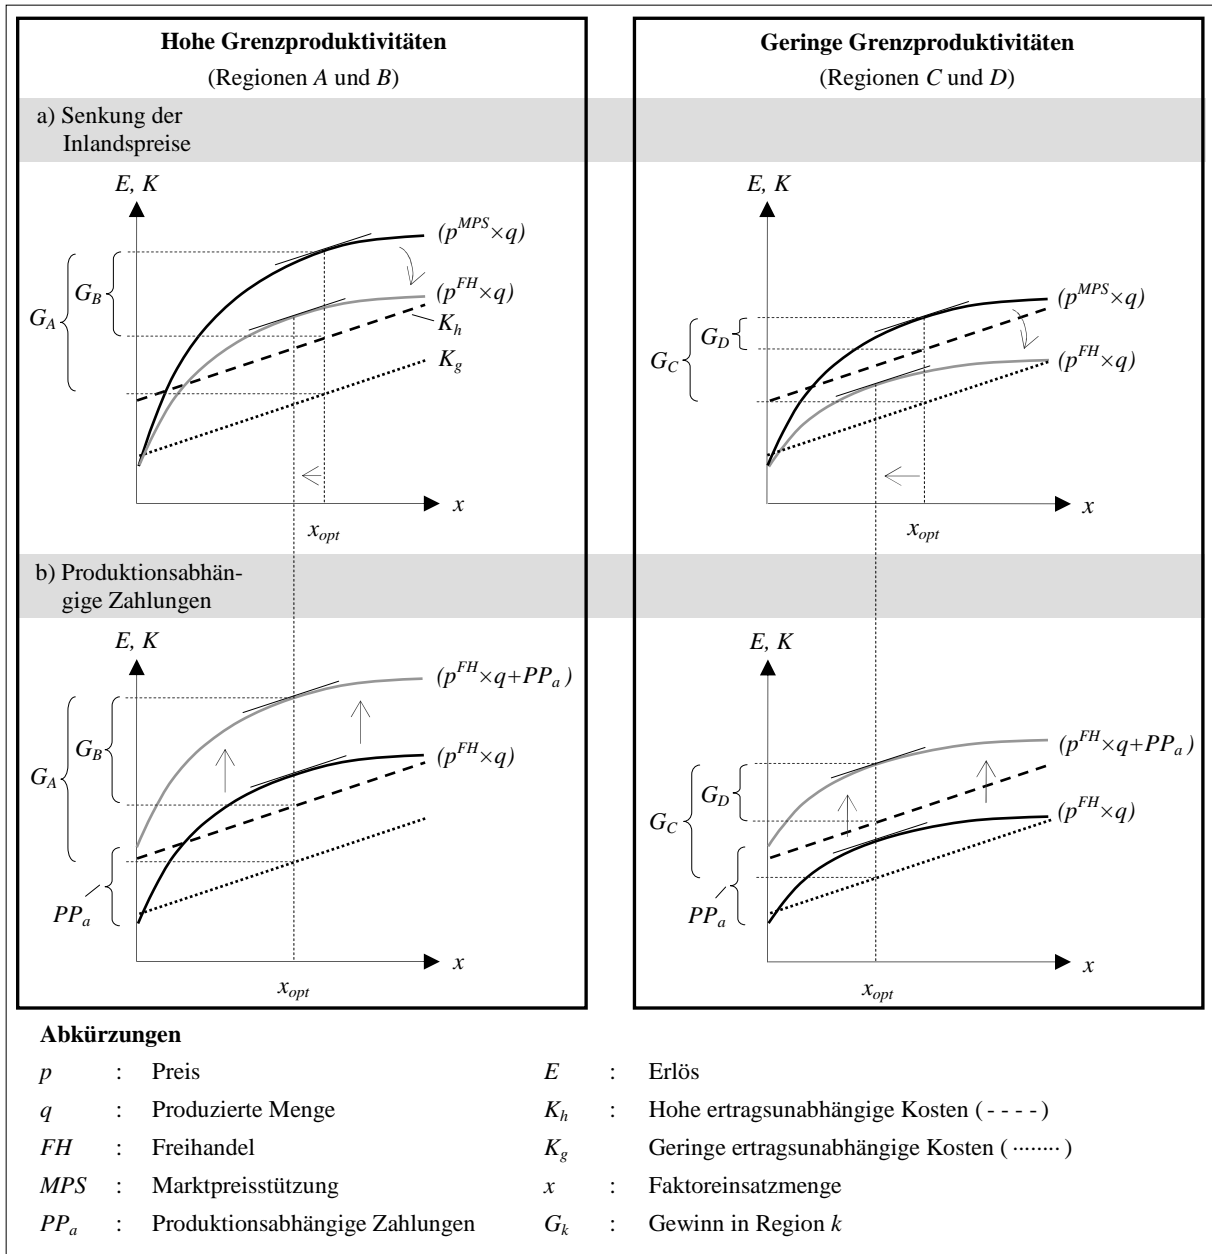 Hohe Grenzproduktivitäten
(Regionen A und B)
Geringe Grenzproduktivitäten
(Regionen C und D)
a) Senkung der
Inlandspreise
E, K
(p^MPS×q)
(p^FH×q)
K_h
K_g
G_B
G_A
x
x_opt
E, K
(p^MPS×q)
(p^FH×q)
G_D
G_C
x
x_opt
b) Produktionsabhän-
gige Zahlungen
E, K
(p^FH×q+PP_a)
(p^FH×q)
G_B
G_A
PP_a
x
x_opt
E, K
(p^FH×q+PP_a)
(p^FH×q)
G_D
G_C
PP_a
x
x_opt
Abkürzungen
p : Preis
E : Erlös
q : Produzierte Menge
K_h : Hohe ertragsunabhängige Kosten ( - - - - )
FH : Freihandel
K_g Geringe ertragsunabhängige Kosten ( ········ )
MPS : Marktpreisstützung
x : Faktoreinsatzmenge
PP_a : Produktionsabhängige Zahlungen
G_k : Gewinn in Region k